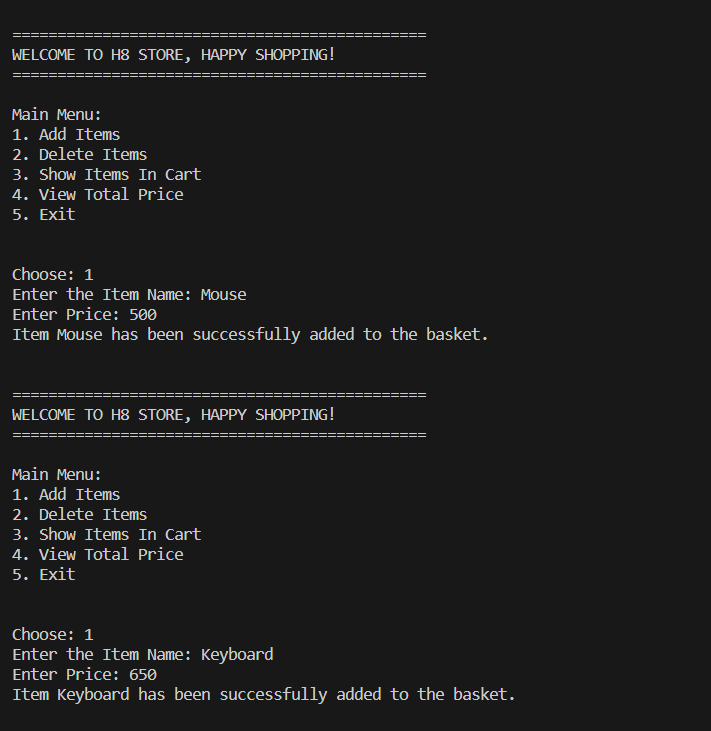 ==============================================
WELCOME TO H8 STORE, HAPPY SHOPPING!
==============================================
Main Menu:
1. Add Items
2. Delete Items
3. Show Items In Cart
4. View Total Price
5. Exit
Choose: 1
Enter the Item Name: Mouse
Enter Price: 500
Item Mouse has been successfully added to the basket.
==============================================
WELCOME TO H8 STORE, HAPPY SHOPPING!
==============================================
Main Menu:
1. Add Items
2. Delete Items
3. Show Items In Cart
4. View Total Price
5. Exit
Choose: 1
Enter the Item Name: Keyboard
Enter Price: 650
Item Keyboard has been successfully added to the basket.